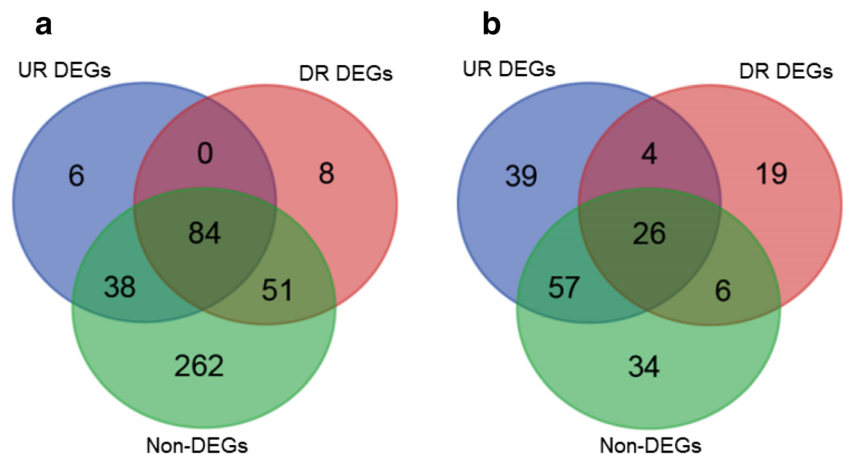 a
b
UR DEGs
DR DEGs
UR DEGs
DR DEGs
6
0
8
39
4
19
84
26
38
51
57
6
262
34
Non-DEGs
Non-DEGs